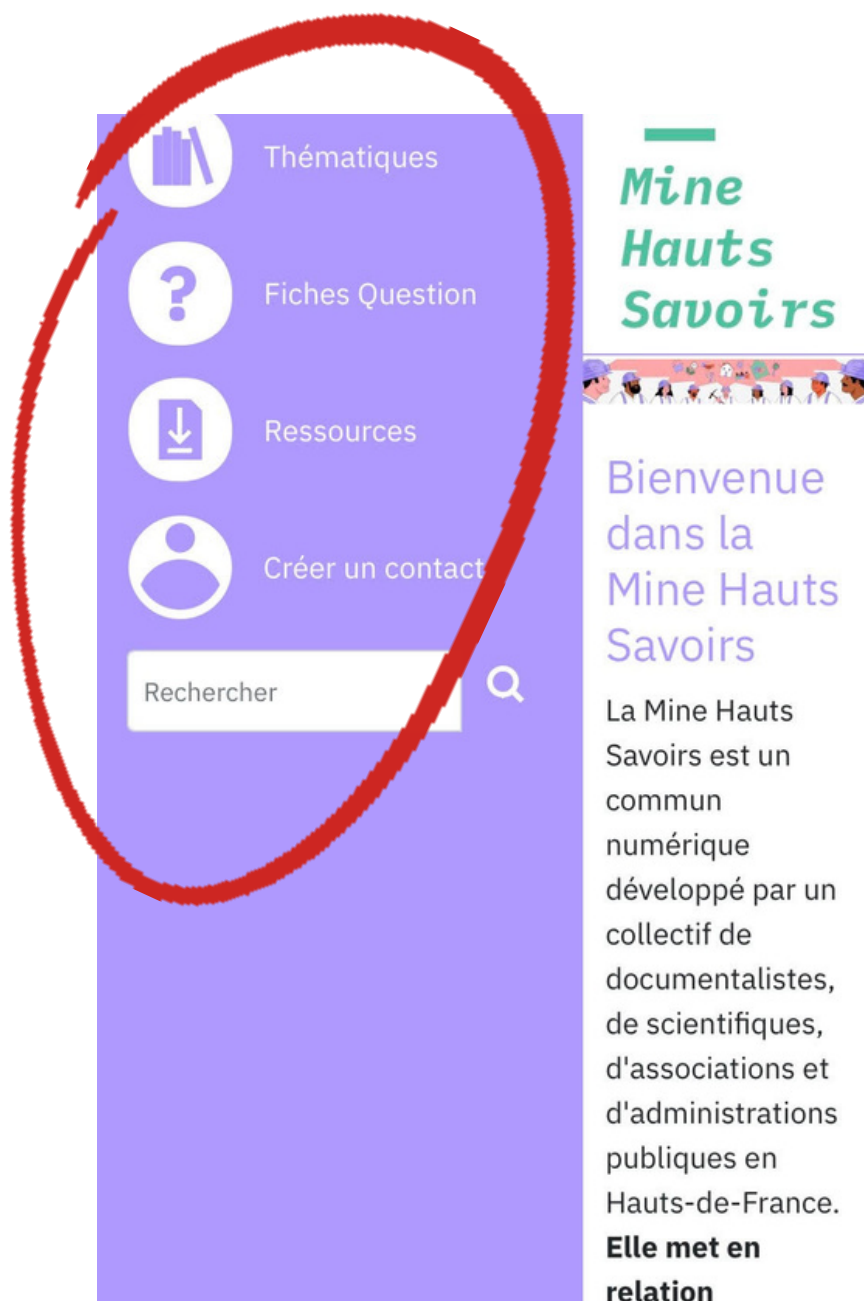 Thématiques
Fiches Question
Ressources
Créer un contact
Rechercher
Mine
Hauts
Savoirs
Bienvenue
dans la
Mine Hauts
Savoirs
La Mine Hauts
Savoirs est un
commun
numérique
développé par un
collectif de
documentalistes,
de scientifiques,
d'associations et
d'administrations
publiques en
Hauts-de-France.
Elle met en
relation